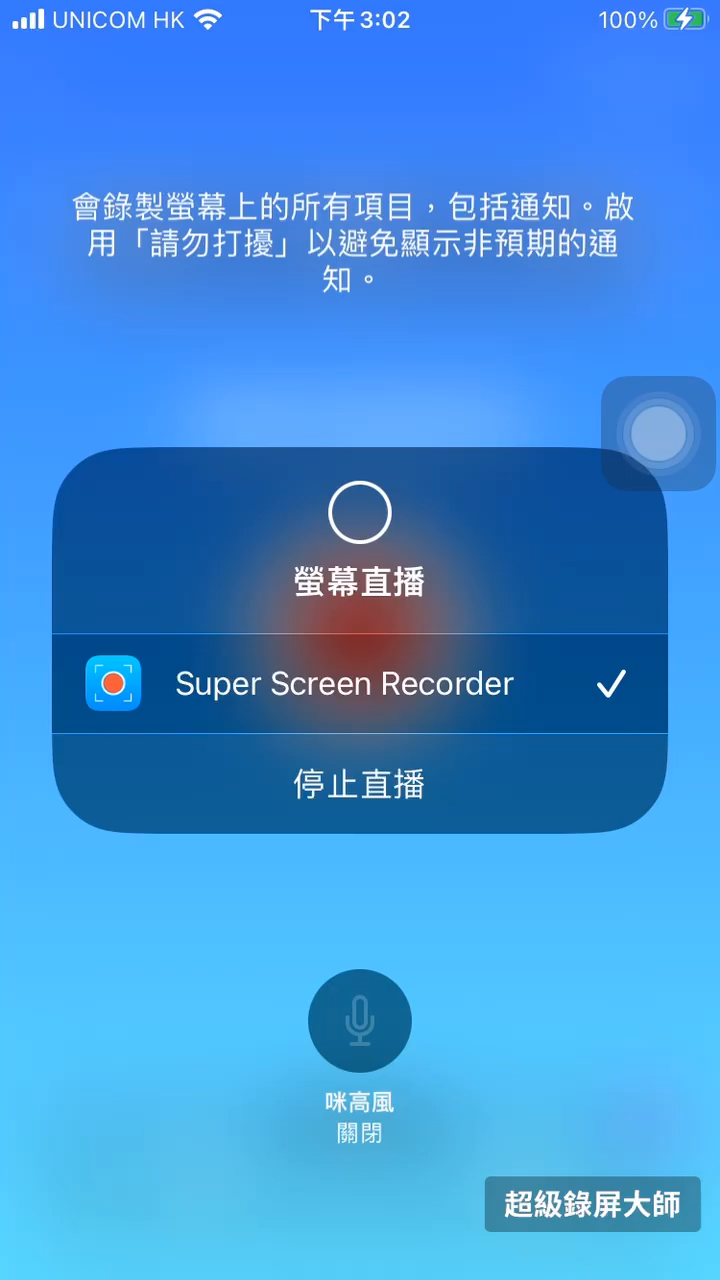 UNICOM HK 下午3:02 100%
會錄製螢幕上的所有項目，包括通知。啟
用「請勿打擾」以避免顯示非預期的通
知。
螢幕直播
Super Screen Recorder
停止直播
咪高風
關閉
超級錄屏大師